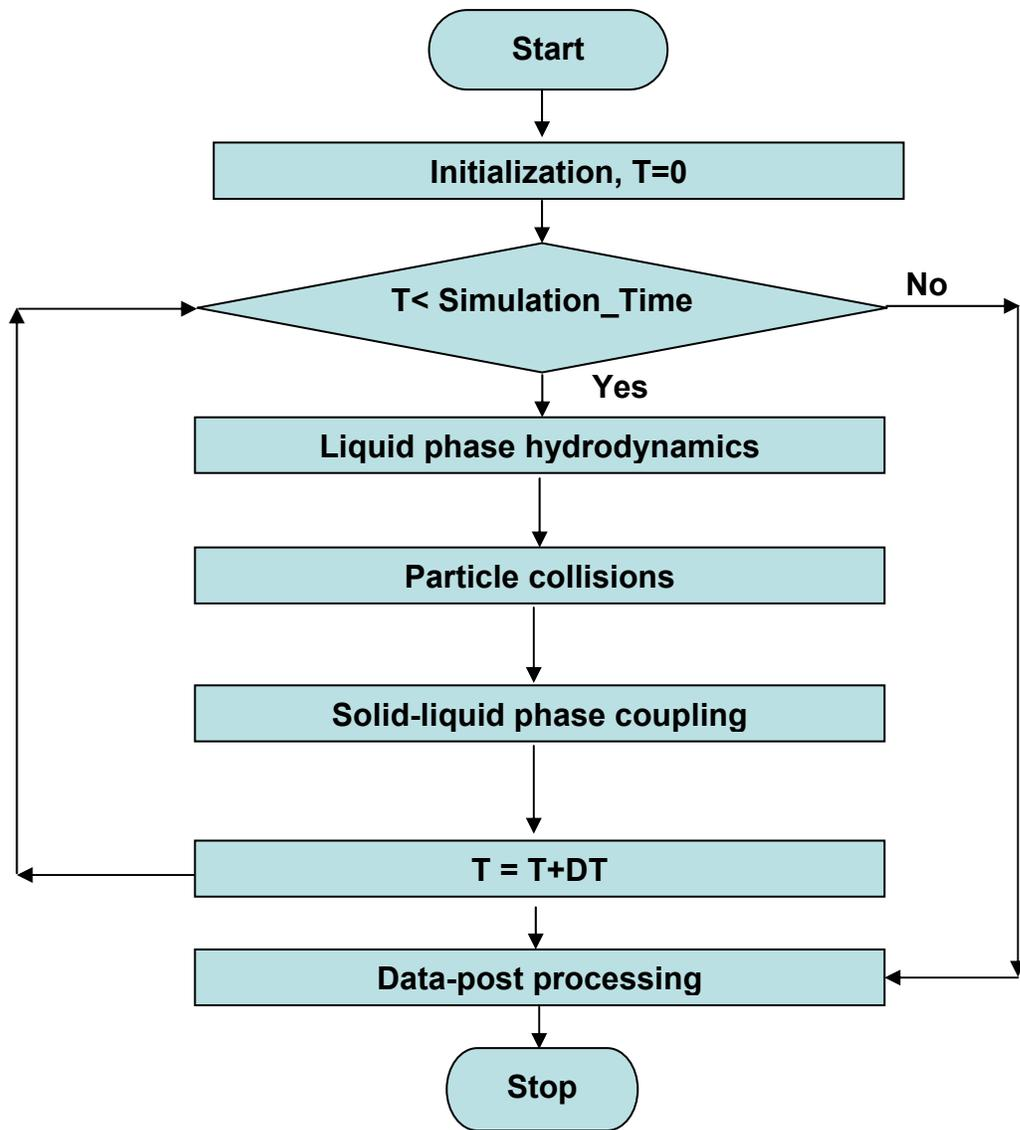 Start
Initialization, T=0
T< Simulation_Time
No
Yes
Liquid phase hydrodynamics
Particle collisions
Solid-liquid phase coupling
T = T+DT
Data-post processing
Stop